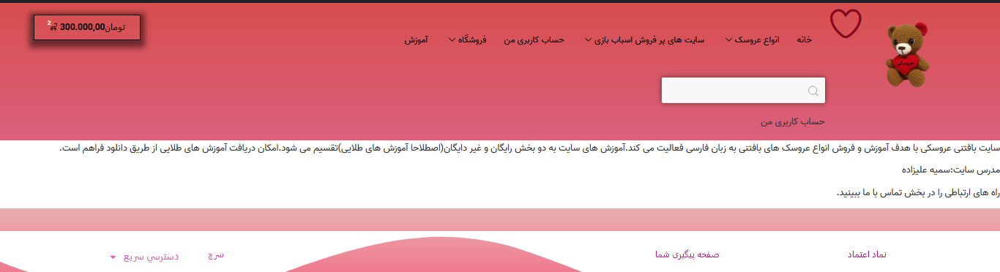 تومان300.000,00 2
خانه انواع عروسک سایت های پر فروش اسباب بازی حساب کاربری من فروشگاه آموزش
عروسکی
حساب کاربری من
سایت بافتنی عروسکی با هدف آموزش و فروش انواع عروسک های بافتنی به زبان فارسی فعالیت می کند.آموزش های سایت به دو بخش رایگان و غیر دایگان(اصطلاحا آموزش های طلایی)تقسیم می شود.امکان دریافت آموزش های طلایی از طریق دانلود فراهم است.
مدرس سایت:سمیه علیزاده
راه های ارتباطی را در بخش تماس با ما ببینید.
نماد اعتماد صفحه پیگیری شما سرچ دسترسي سريع